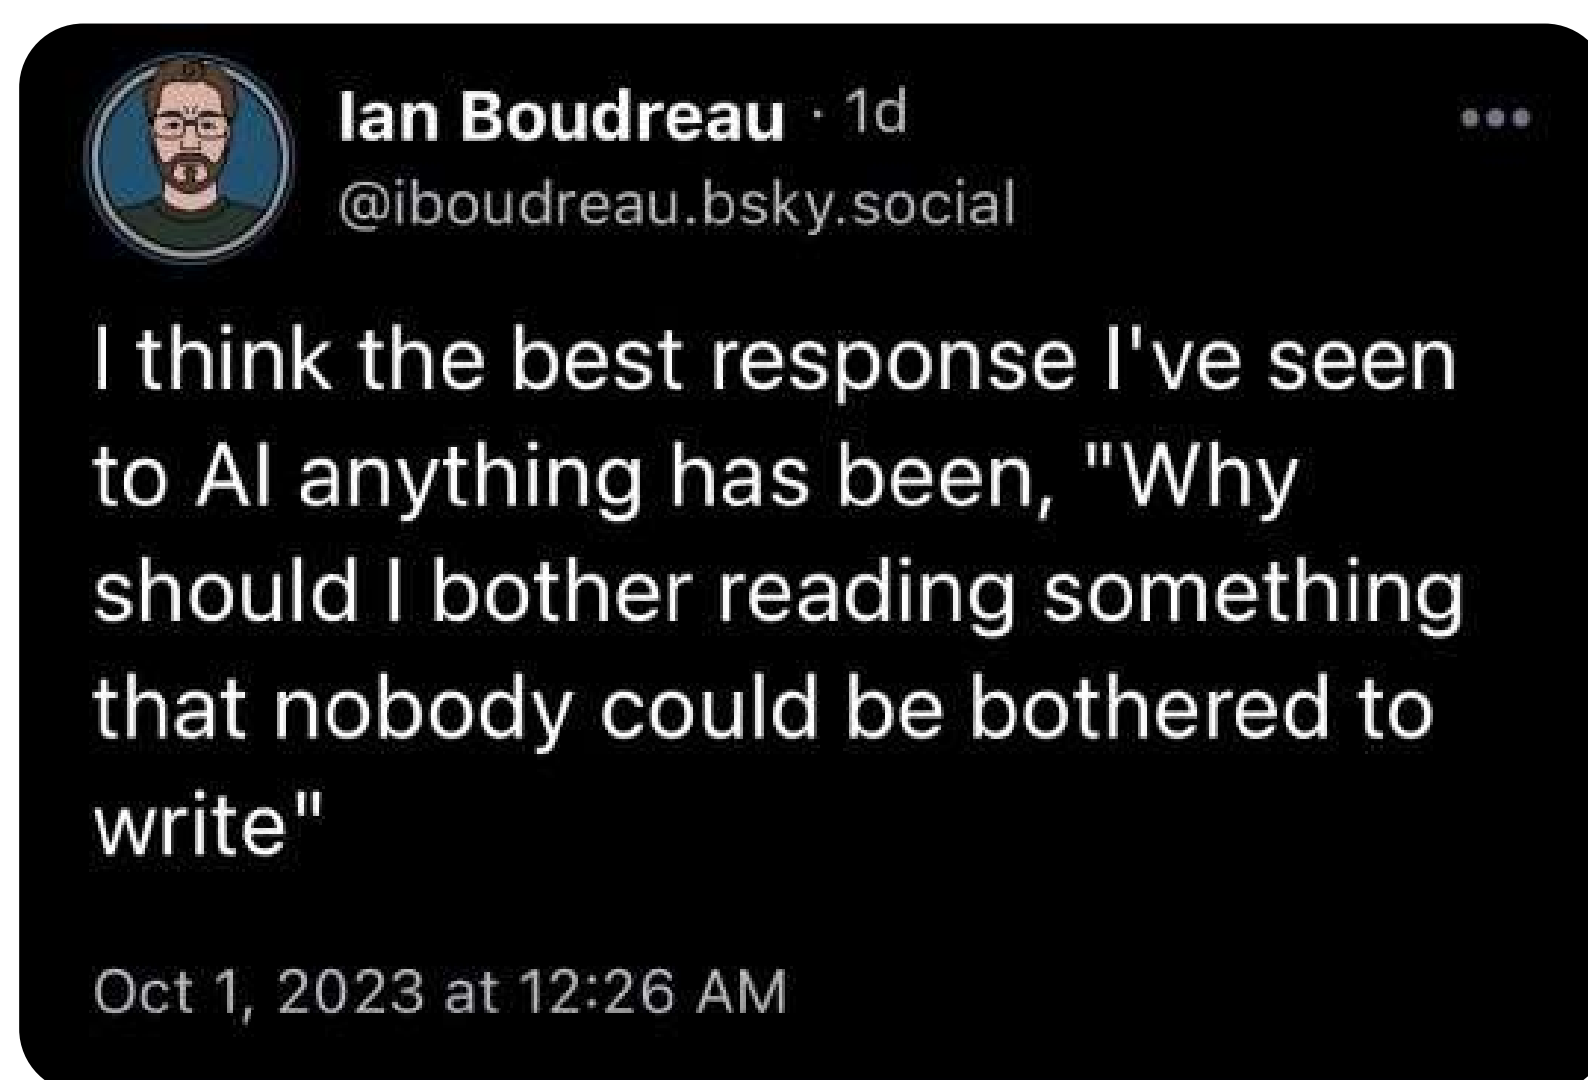 Ian Boudreau · 1d
@iboudreau.bsky.social
I think the best response I've seen
to AI anything has been, "Why
should I bother reading something
that nobody could be bothered to
write"
Oct 1, 2023 at 12:26 AM